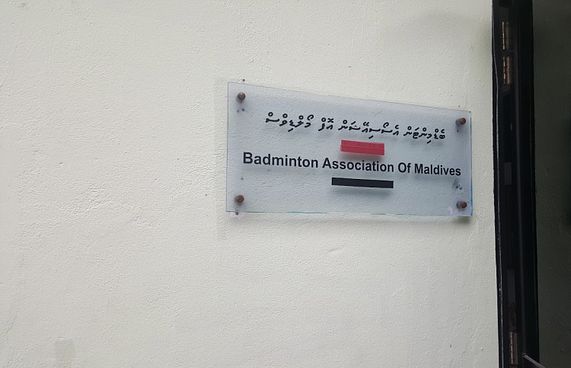 ބެޑްމިންޓަން އެސޯސިއޭޝަން އޮފް މޯލްޑިވްސް
Badminton Association Of Maldives